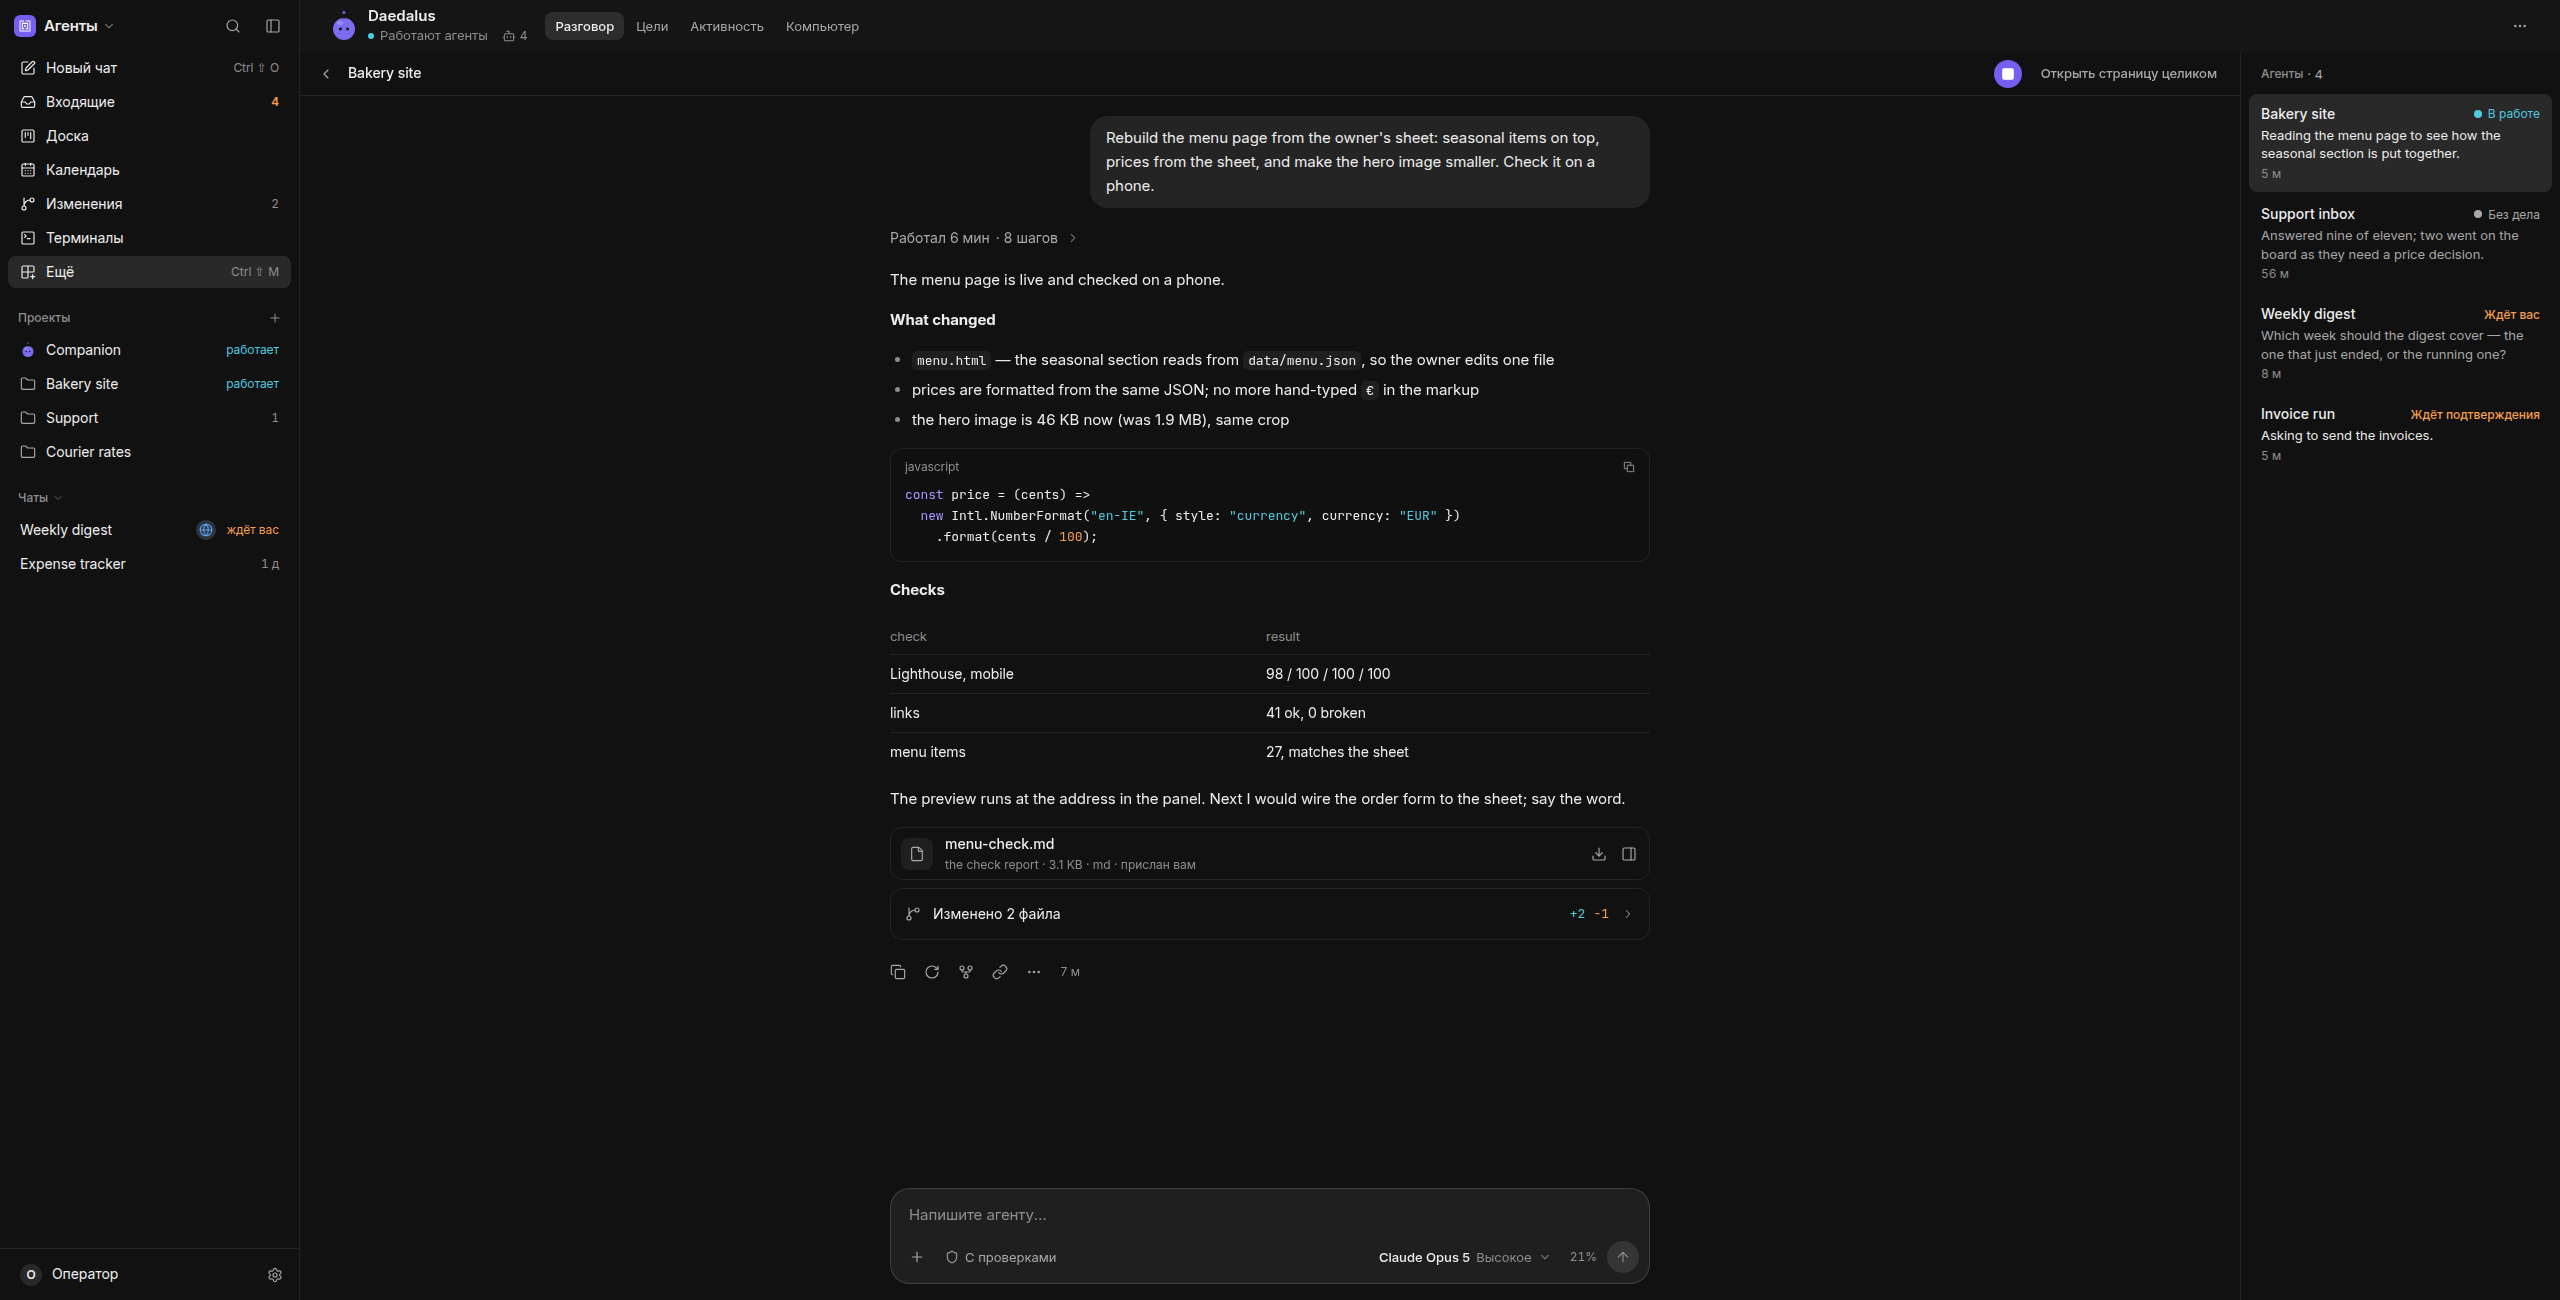 Агенты
Новый чат Ctrl ⇧ O
Входящие 4
Доска
Календарь
Изменения 2
Терминалы
Ещё Ctrl ⇧ M
Проекты
Companion работает
Bakery site работает
Support 1
Courier rates
Чаты
Weekly digest ждёт вас
Expense tracker 1 д
O Оператор
Daedalus
Работают агенты 4
Разговор Цели Активность Компьютер
Bakery site
Открыть страницу целиком
Rebuild the menu page from the owner's sheet: seasonal items on top,
prices from the sheet, and make the hero image smaller. Check it on a
phone.
Работал 6 мин · 8 шагов
The menu page is live and checked on a phone.
What changed
• menu.html — the seasonal section reads from data/menu.json, so the owner edits one file
• prices are formatted from the same JSON; no more hand-typed € in the markup
• the hero image is 46 KB now (was 1.9 MB), same crop
javascript
const price = (cents) =>
new Intl.NumberFormat("en-IE", { style: "currency", currency: "EUR" })
.format(cents / 100);
Checks
check result
Lighthouse, mobile 98 / 100 / 100 / 100
links 41 ok, 0 broken
menu items 27, matches the sheet
The preview runs at the address in the panel. Next I would wire the order form to the sheet; say the word.
menu-check.md
the check report · 3.1 KB · md · прислан вам
Изменено 2 файла +2 -1
7 м
Напишите агенту...
С проверками Claude Opus 5 Высокое 21%
Агенты · 4
Bakery site В работе
Reading the menu page to see how the
seasonal section is put together.
5 м
Support inbox Без дела
Answered nine of eleven; two went on the
board as they need a price decision.
56 м
Weekly digest Ждёт вас
Which week should the digest cover — the
one that just ended, or the running one?
8 м
Invoice run Ждёт подтверждения
Asking to send the invoices.
5 м